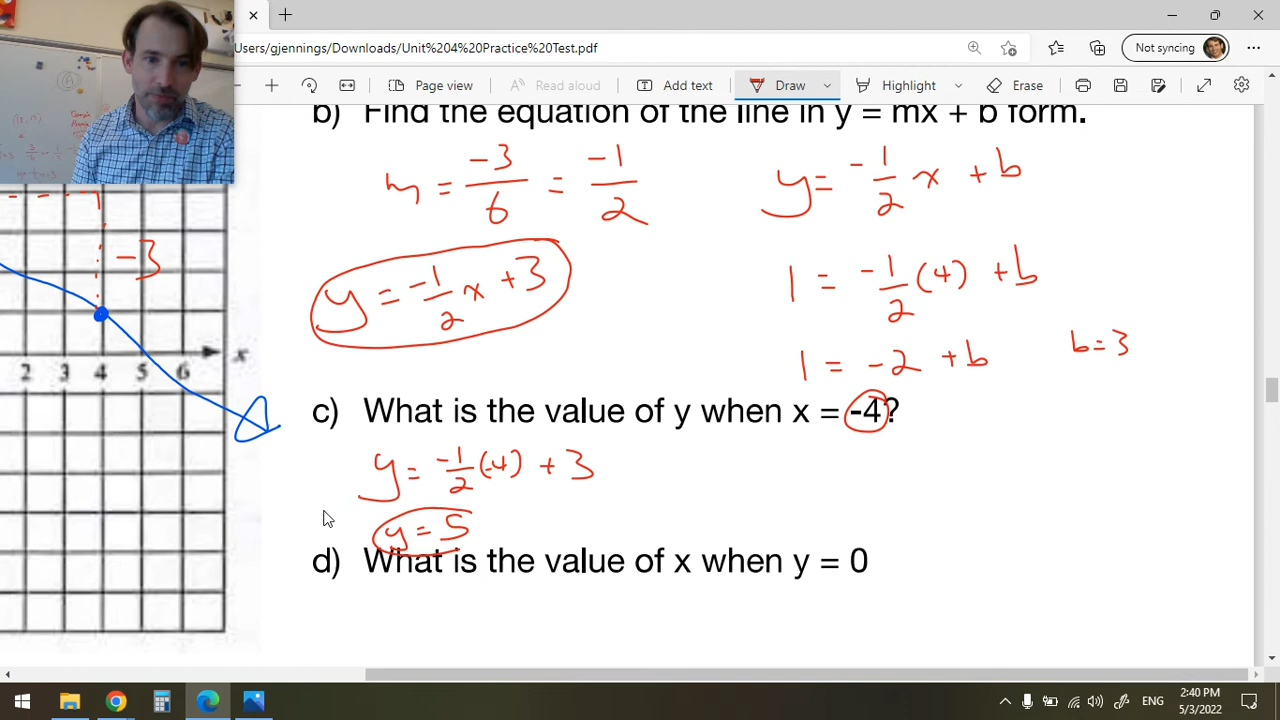 Users/gjennings/Downloads/Unit%204%20Practice%20Test.pdf
Not syncing
Page view
Read aloud
Add text
Draw
Highlight
Erase
b) Find the equation of the line in y = mx + b form.
m = -3/6 = -1/2
y = -1/2 x + b
-3
y = -1/2 x + 3
1 = -1/2 (4) + b
1 = -2 + b
b = 3
x
2 3 4 5 6
c) What is the value of y when x = -4?
y = -1/2 (-4) + 3
y = 5
d) What is the value of x when y = 0
ENG
2:40 PM
5/3/2022